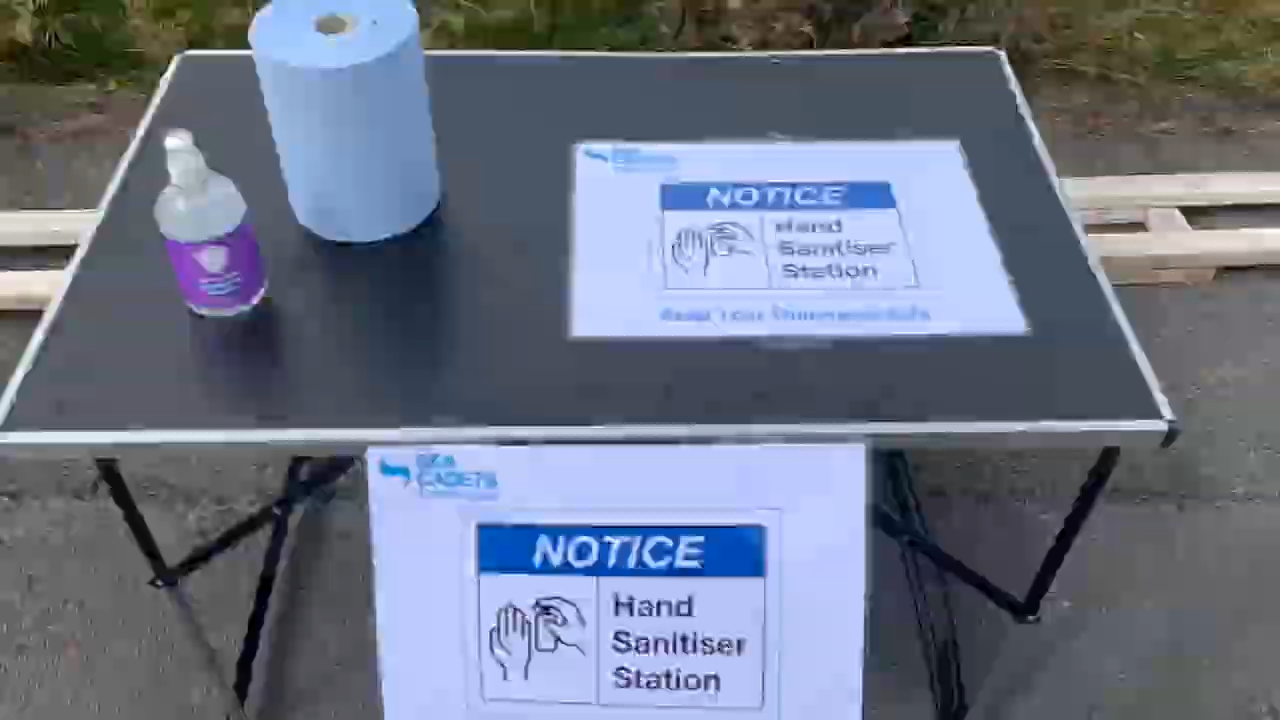 NOTICE
Hand
Sanitiser
Station
SEA
CADETS
NOTICE
Hand
Sanitiser
Station